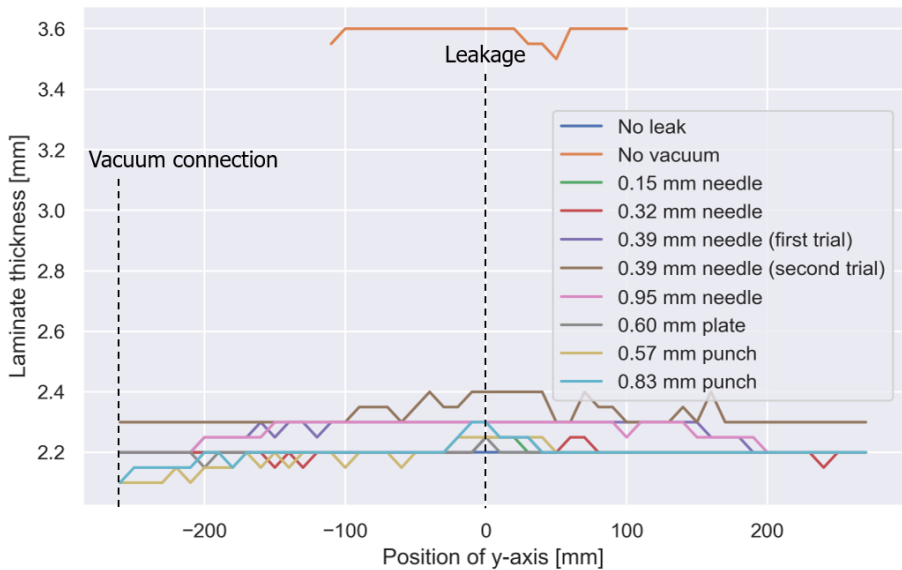 3.6
3.4
3.2
3.0
2.8
2.6
2.4
2.2
Laminate thickness [mm]
Leakage
Vacuum connection
No leak
No vacuum
0.15 mm needle
0.32 mm needle
0.39 mm needle (first trial)
0.39 mm needle (second trial)
0.95 mm needle
0.60 mm plate
0.57 mm punch
0.83 mm punch
−200 −100 0 100 200
Position of y-axis [mm]